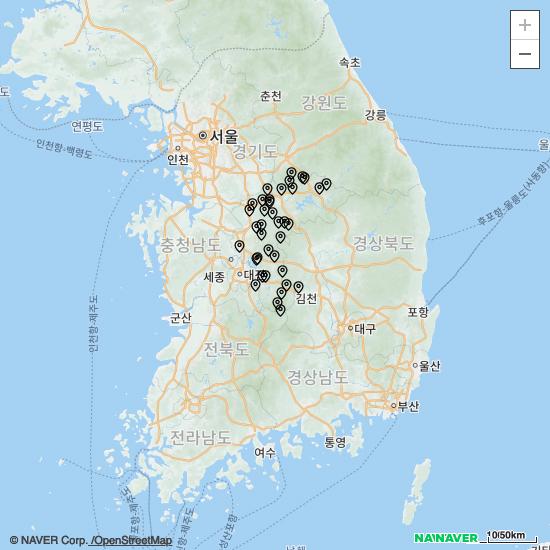 +
−
속초
춘천
강원도
강릉
도
연평도
서울
인천
경기도
울
인천항-백령도
후포항-울릉도(사동항)
충청남도
경상북도
세종
대전
김천
군산
포항
대구
인천항-제주도
전북도
울산
경상남도
부산
전라남도
통영
여수
© NAVER Corp. /OpenStreetMap
NAVER
10/50km